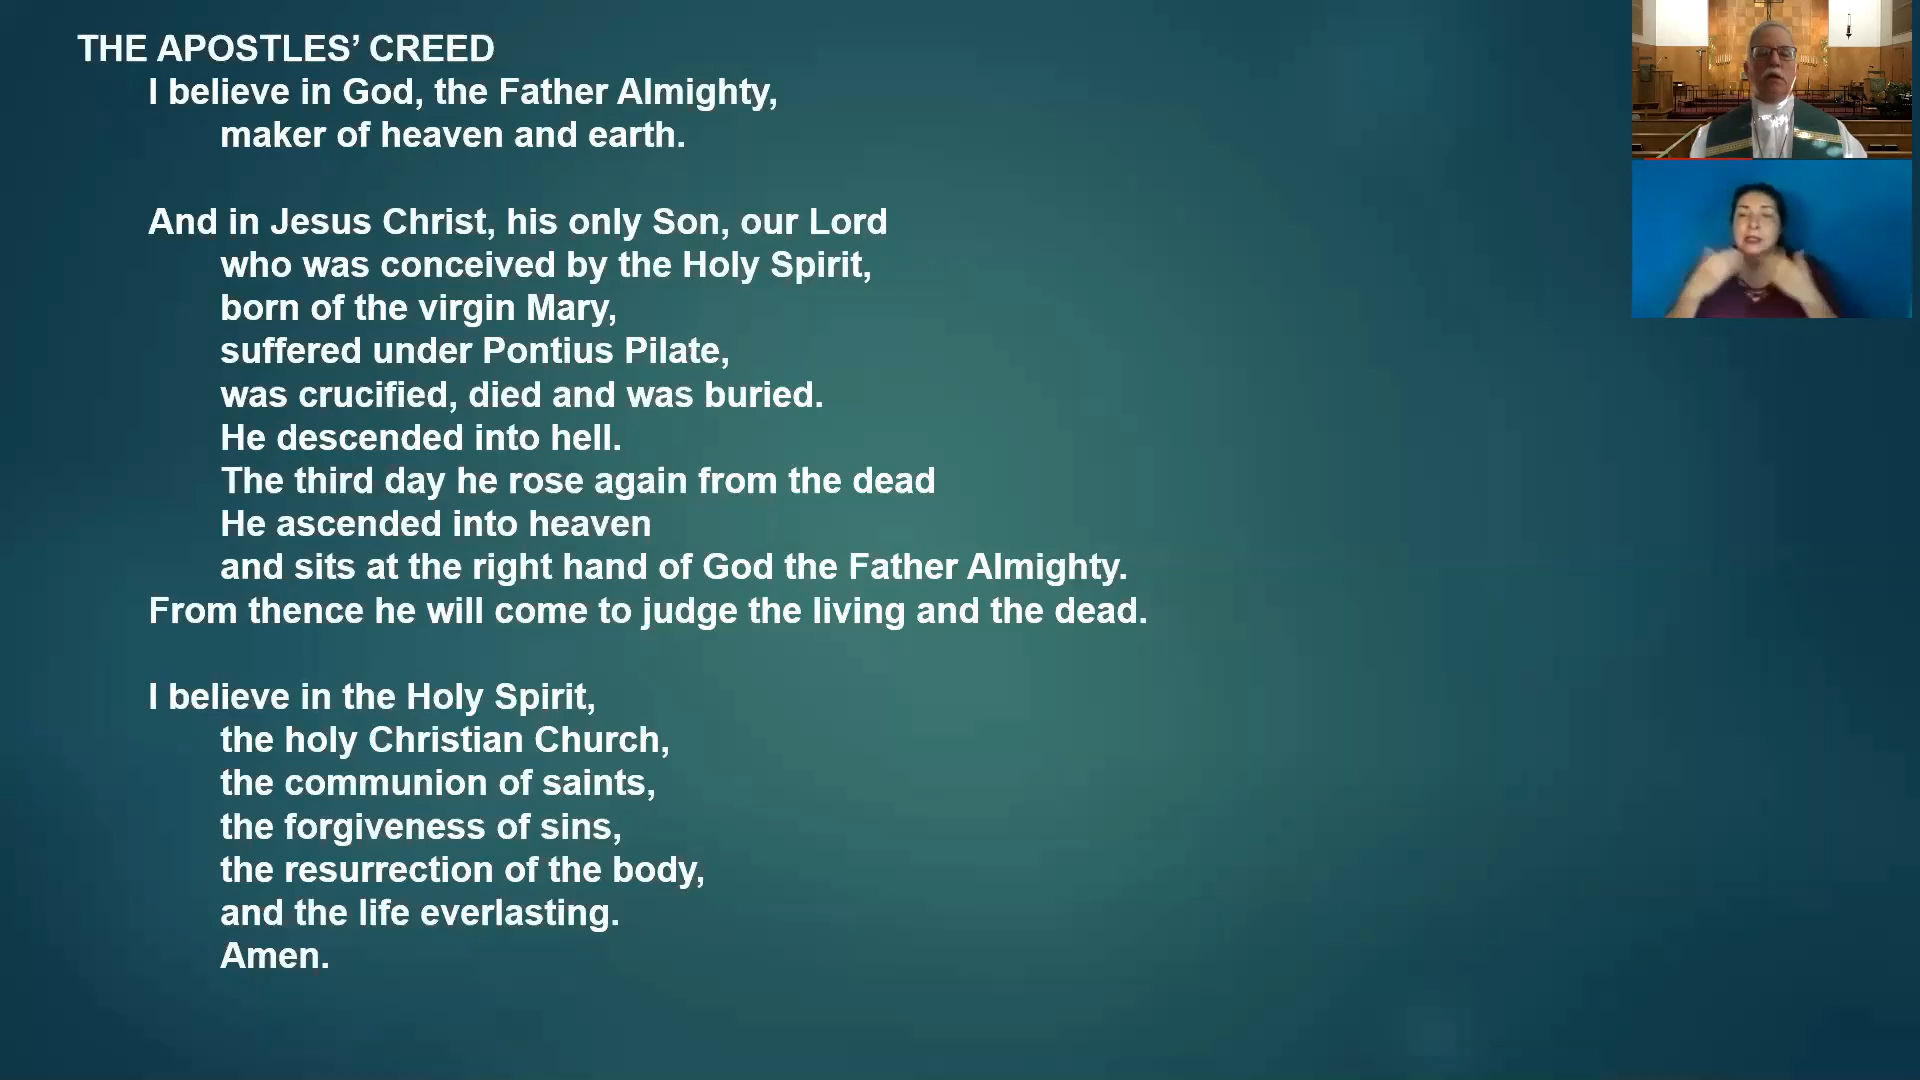 THE APOSTLES’ CREED
I believe in God, the Father Almighty,
maker of heaven and earth.
And in Jesus Christ, his only Son, our Lord
who was conceived by the Holy Spirit,
born of the virgin Mary,
suffered under Pontius Pilate,
was crucified, died and was buried.
He descended into hell.
The third day he rose again from the dead
He ascended into heaven
and sits at the right hand of God the Father Almighty.
From thence he will come to judge the living and the dead.
I believe in the Holy Spirit,
the holy Christian Church,
the communion of saints,
the forgiveness of sins,
the resurrection of the body,
and the life everlasting.
Amen.